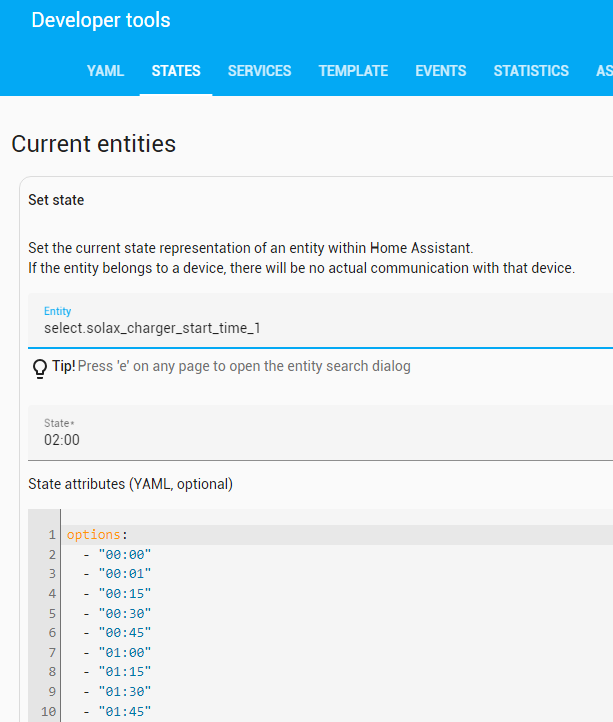 Developer tools
YAML STATES SERVICES TEMPLATE EVENTS STATISTICS AS
Current entities
Set state
Set the current state representation of an entity within Home Assistant.
If the entity belongs to a device, there will be no actual communication with that device.
Entity
select.solax_charger_start_time_1
Tip! Press 'e' on any page to open the entity search dialog
State*
02:00
State attributes (YAML, optional)
1 options:
2 - "00:00"
3 - "00:01"
4 - "00:15"
5 - "00:30"
6 - "00:45"
7 - "01:00"
8 - "01:15"
9 - "01:30"
10 - "01:45"